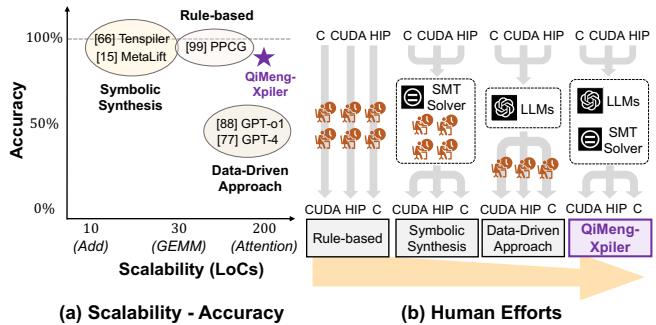 Accuracy
100%
50%
0%
Rule-based
[66] Tenspiler
[15] MetaLift
[99] PPCG
Symbolic
Synthesis
QiMeng-
Xpiler
[88] GPT-o1
[77] GPT-4
Data-Driven
Approach
10
(Add)
30
(GEMM)
200
(Attention)
Scalability (LoCs)
(a) Scalability - Accuracy
C CUDA HIP
C CUDA HIP
C CUDA HIP
C CUDA HIP
SMT
Solver
LLMs
LLMs
SMT
Solver
CUDA HIP C
CUDA HIP C
CUDA HIP C
CUDA HIP C
Rule-based
Symbolic
Synthesis
Data-Driven
Approach
QiMeng-
Xpiler
(b) Human Efforts